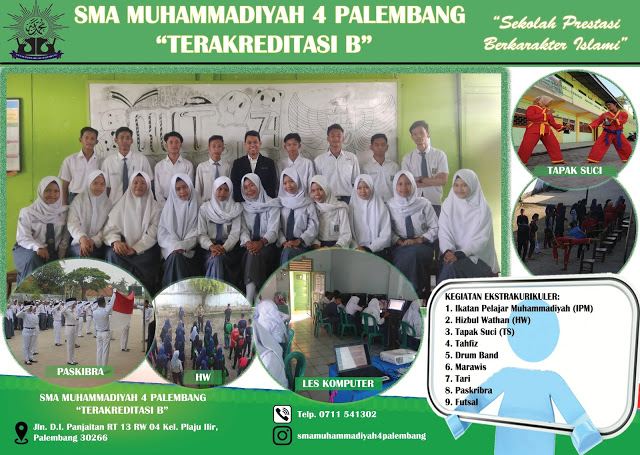 SMA MUHAMMADIYAH 4 PALEMBANG
“TERAKREDITASI B”
“Sekolah Prestasi
Berkarakter Islami”
TAPAK SUCI
PASKIBRA
HW
LES KOMPUTER
KEGIATAN EKSTRAKURIKULER:
1. Ikatan Pelajar Muhammadiyah (IPM)
2. Hizbul Wathan (HW)
3. Tapak Suci (TS)
4. Tahfiz
5. Drum Band
6. Marawis
7. Tari
8. Paskribra
9. Futsal
SMA MUHAMMADIYAH 4 PALEMBANG
“TERAKREDITASI B”
Jln. D.I. Panjaitan RT 13 RW 04 Kel. Plaju Ilir,
Palembang 30266
Telp. 0711 541302
smamuhammadiyah4palembang